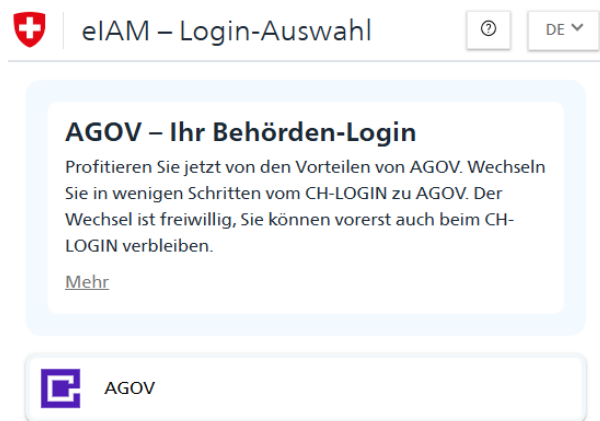 eIAM – Login-Auswahl
DE
AGOV – Ihr Behörden-Login
Profitieren Sie jetzt von den Vorteilen von AGOV. Wechseln
Sie in wenigen Schritten vom CH-LOGIN zu AGOV. Der
Wechsel ist freiwillig, Sie können vorerst auch beim CH-
LOGIN verbleiben.
Mehr
AGOV